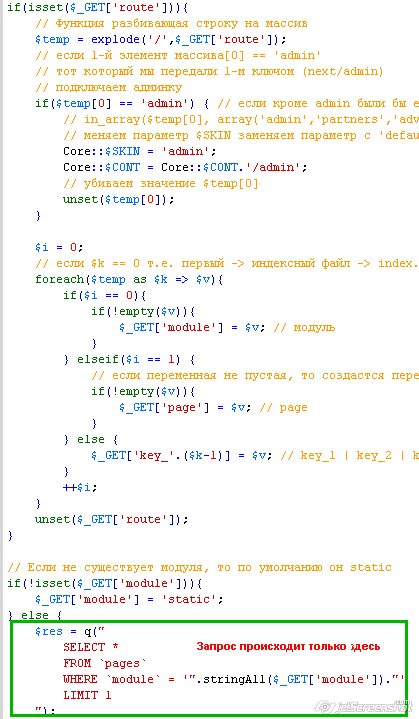 if(isset($_GET['route'])){
// Функция разбивающая строку на массив
$temp = explode('/',$_GET['route']);
// если 1-й элемент массива[0] == 'admin'
// тот который мы передали 1-м ключом (next/admin)
// подключаем админку
if($temp[0] == 'admin') { // если кроме admin были бы е
// in_array($temp[0], array('admin','partners','adv
// меняем параметр $SKIN заменяем параметр с 'defau
Core::$SKIN = 'admin';
Core::$CONT = Core::$CONT.'/admin';
// убиваем значение $temp[0]
unset($temp[0]);
}
$i = 0;
// если $k == 0 т.е. первый -> индексный файл -> index.
foreach($temp as $k => $v){
if($i == 0){
if(!empty($v)){
$_GET['module'] = $v; // модуль
}
} elseif($i == 1) {
// если переменная не пустая, то создастся пере
if(!empty($v)){
$_GET['page'] = $v; // page
}
} else {
$_GET['key_'.($k-1)] = $v; // key_1 | key_2 | k
}
++$i;
}
unset($_GET['route']);
}
// Если не существует модуля, то по умолчанию он static
if(!isset($_GET['module'])){
$_GET['module'] = 'static';
} else {
$res = q("
SELECT * Запрос происходит только здесь
FROM `pages`
WHERE `module` = '".stringAll($_GET['module'])."'
LIMIT 1
");
jetScreenshot